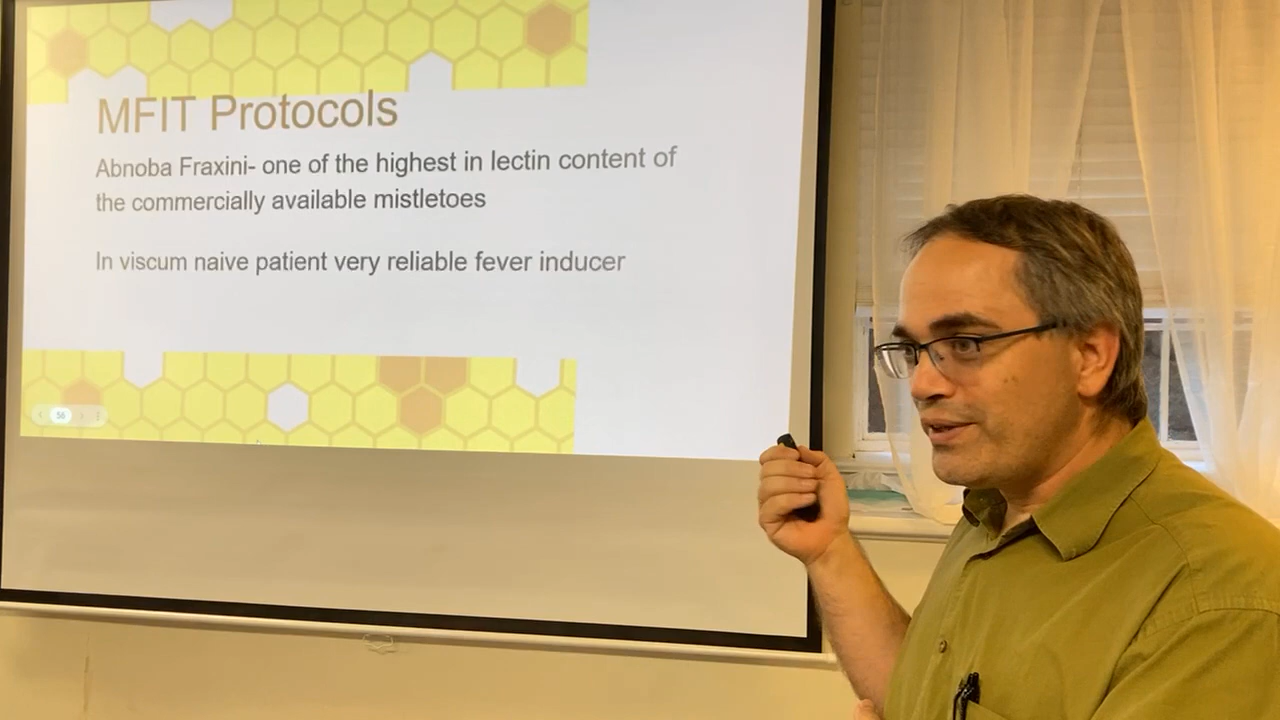 MFIT Protocols
Abnoba Fraxini- one of the highest in lectin content of
the commercially available mistletoes
In viscum naive patient very reliable fever inducer
56